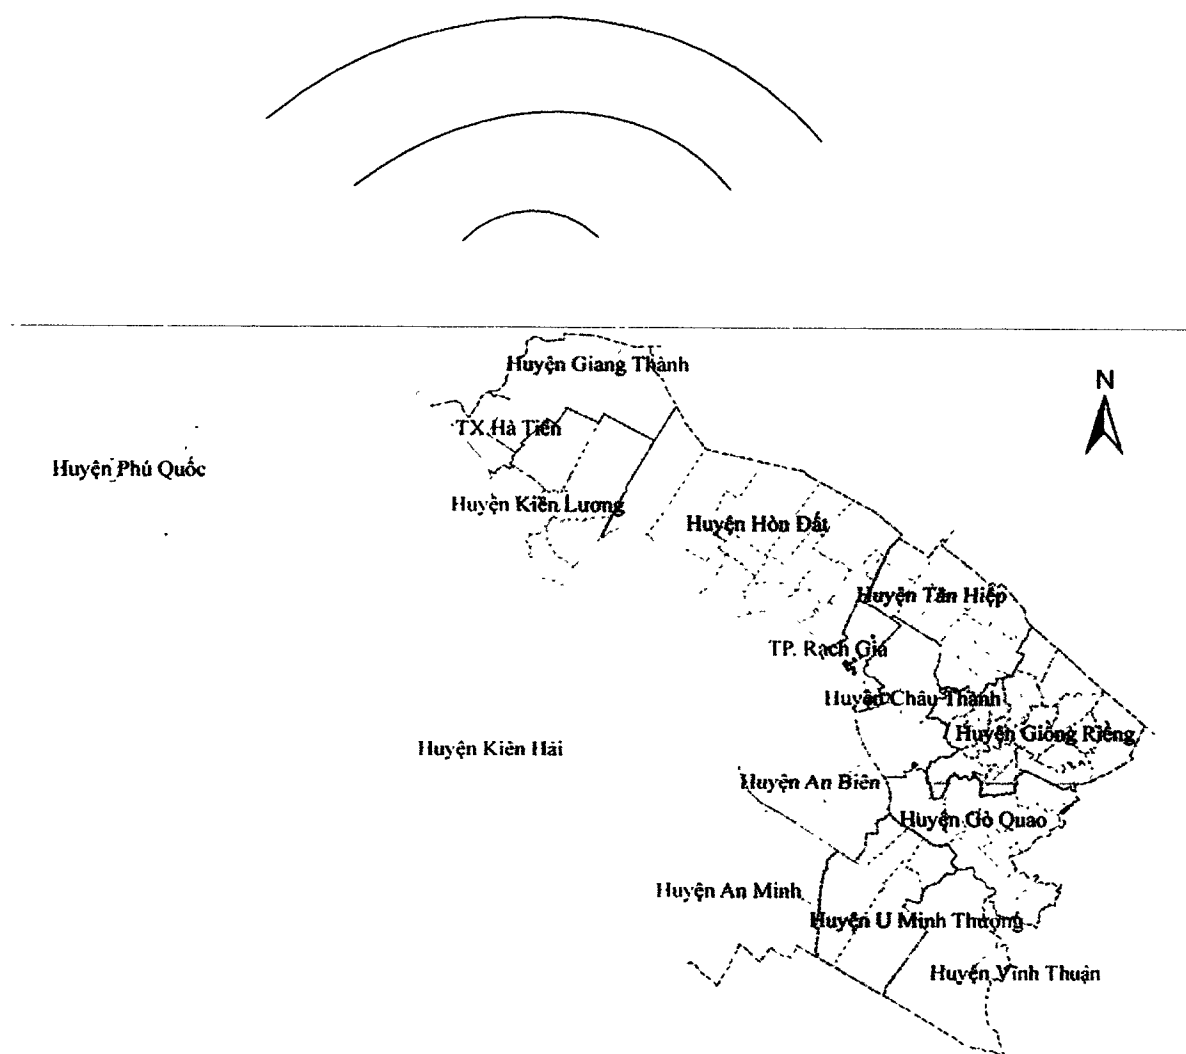 Huyện Giang Thành
N
TX.Hà Tiên
Huyện Phú Quốc
Huyện Kiên Lương
Huyện Hòn Đất
Huyện Tân Hiệp
TP. Rạch Giá
Huyện Châu Thành
Huyện Giồng Riềng
Huyện Kiên Hải
Huyện An Biên
Huyện Gò Quao
Huyện An Minh
Huyện U Minh Thượng
Huyện Vĩnh Thuận